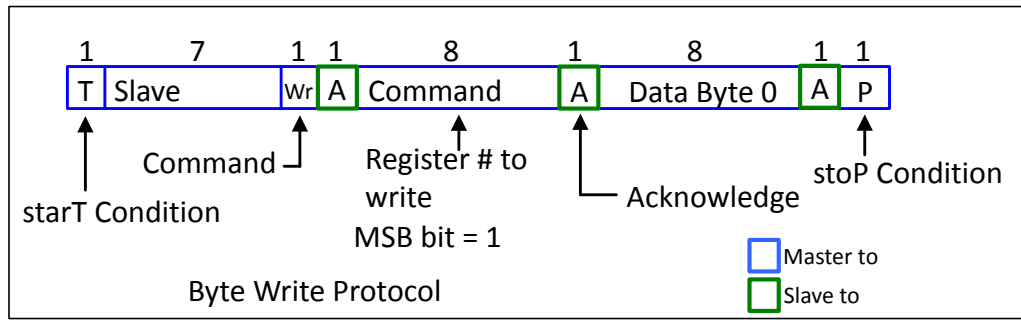 1 7 1 1 8 1 8 1 1
T Slave Wr A Command A Data Byte 0 A P
Command
Register # to
write
MSB bit = 1
Acknowledge
stoP Condition
starT Condition
Master to
Slave to
Byte Write Protocol